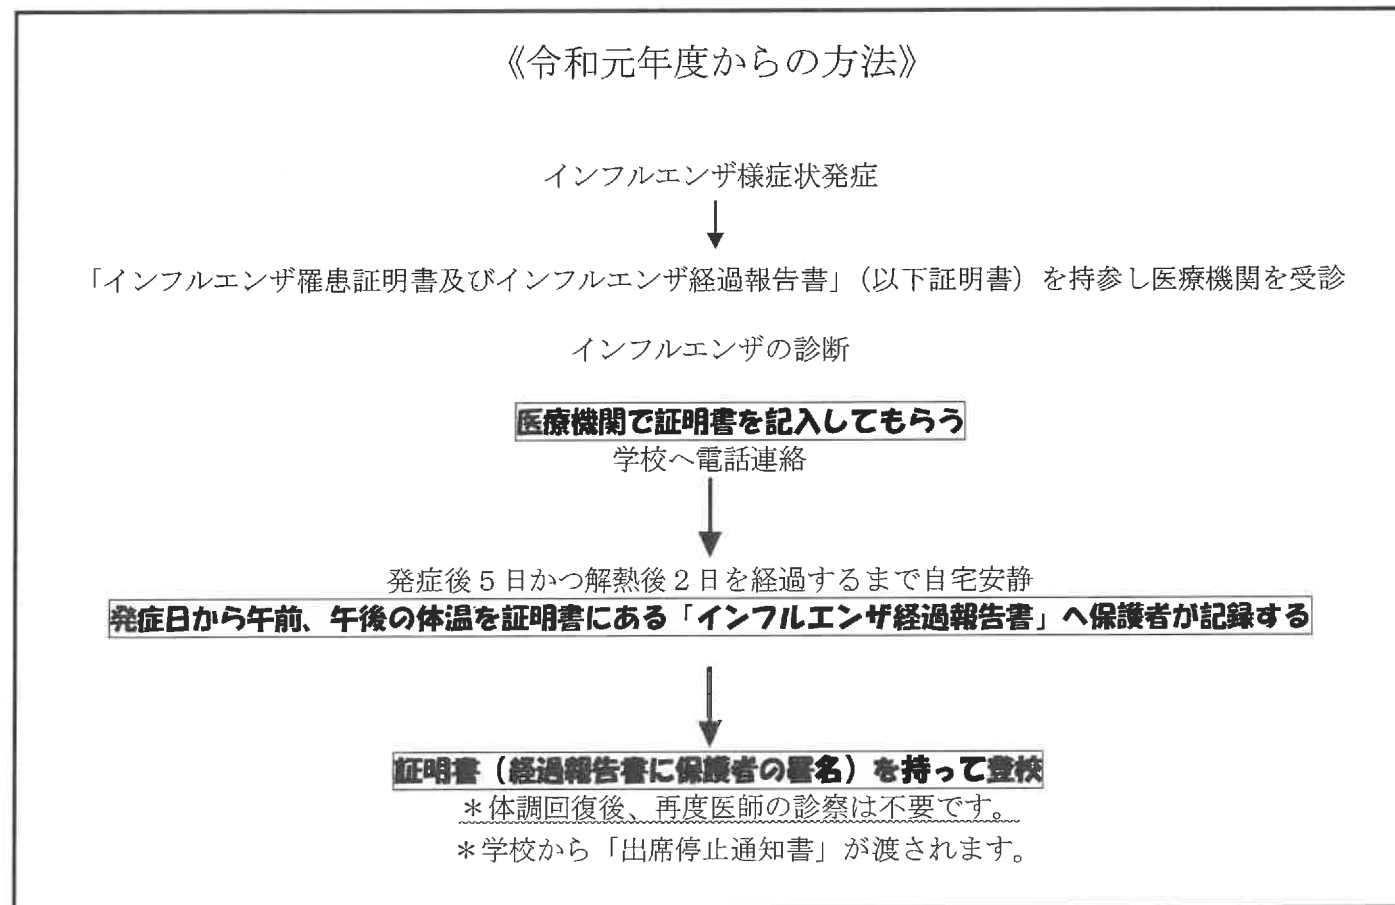 《令和元年度からの方法》
インフルエンザ様症状発症
「インフルエンザ罹患証明書及びインフルエンザ経過報告書」（以下証明書）を持参し医療機関を受診
インフルエンザの診断
医療機関で証明書を記入してもらう
学校へ電話連絡
発症後５日かつ解熱後２日を経過するまで自宅安静
発症日から午前、午後の体温を証明書にある「インフルエンザ経過報告書」へ保護者が記録する
証明書（経過報告書に保護者の署名）を持って登校
＊体調回復後、再度医師の診察は不要です。
＊学校から「出席停止通知書」が渡されます。